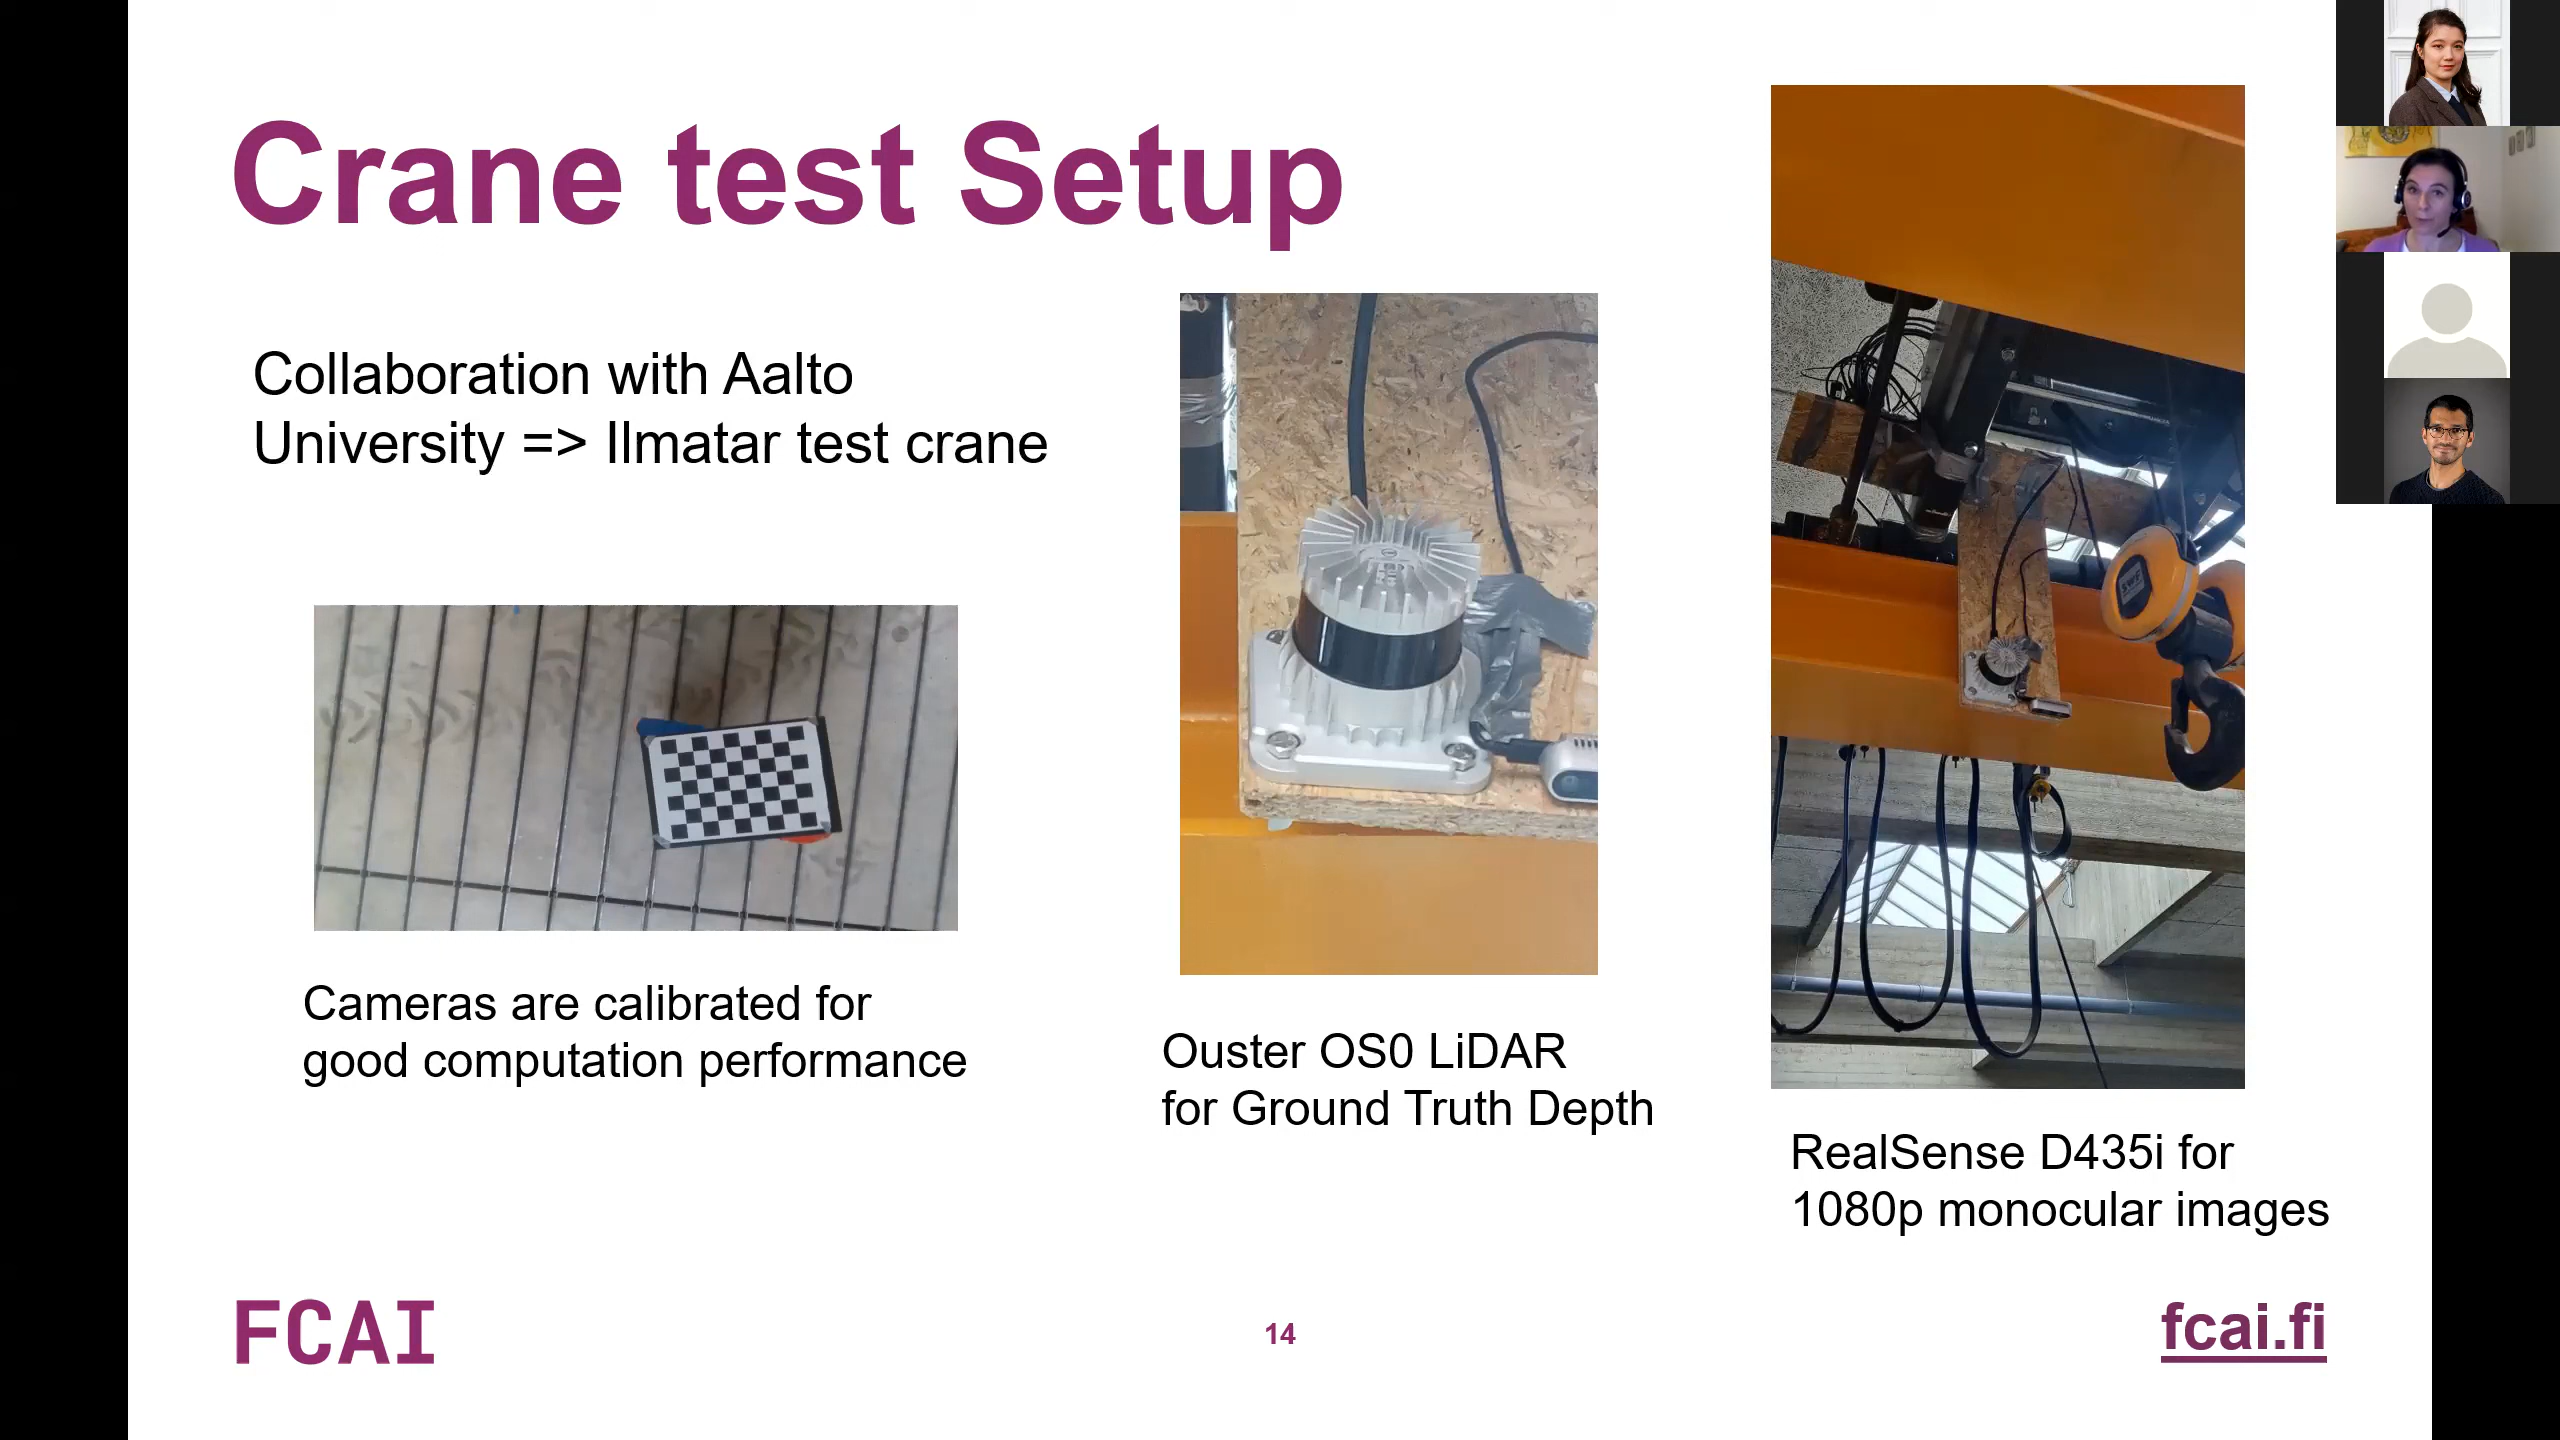 Crane test Setup
Collaboration with Aalto
University => Ilmatar test crane
Cameras are calibrated for
good computation performance
Ouster OS0 LiDAR
for Ground Truth Depth
SWF
RealSense D435i for
1080p monocular images
FCAI
14
fcai.fi